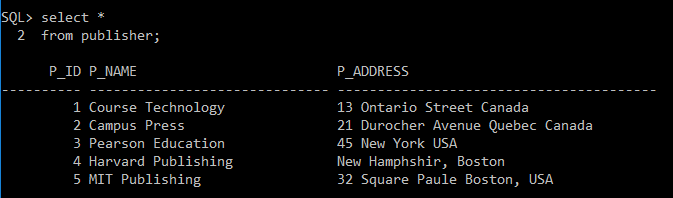 SQL> select *
2 from publisher;
P_ID P_NAME P_ADDRESS
---------- ------------------------------ ----------------------------------------
1 Course Technology 13 Ontario Street Canada
2 Campus Press 21 Durocher Avenue Quebec Canada
3 Pearson Education 45 New York USA
4 Harvard Publishing New Hamphshir, Boston
5 MIT Publishing 32 Square Paule Boston, USA